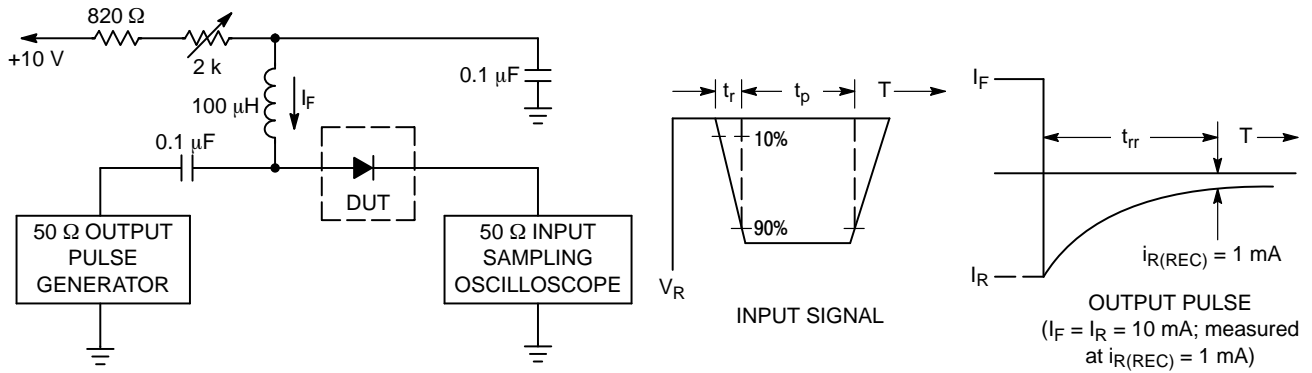 820 Ω
+10 V
2 k
100 μH
I_F
0.1 μF
0.1 μF
DUT
50 Ω OUTPUT
PULSE
GENERATOR
50 Ω INPUT
SAMPLING
OSCILLOSCOPE
t_r
t_p
T
10%
90%
V_R
INPUT SIGNAL
I_F
t_rr
T
I_R
i_R(REC) = 1 mA
OUTPUT PULSE
(I_F = I_R = 10 mA; measured
at i_R(REC) = 1 mA)